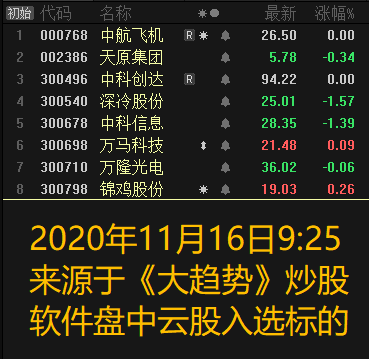 初始 代码 名称 最新 涨幅%
1 000768 中航飞机 R 26.50 0.00
2 002386 天原集团 5.78 -0.34
3 300496 中科创达 R 94.22 0.00
4 300540 深冷股份 25.01 -1.57
5 300678 中科信息 28.35 -1.39
6 300698 万马科技 21.48 0.09
7 300710 万隆光电 36.02 -0.06
8 300798 锦鸡股份 19.03 0.26
2020年11月16日9:25
来源于《大趋势》炒股
软件盘中云股入选标的